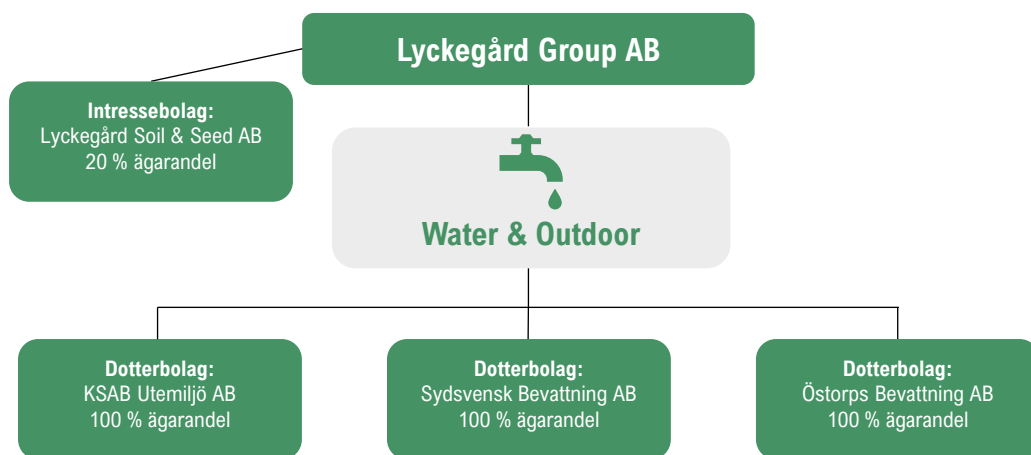 Lyckegård Group AB
Intressebolag:
Lyckegård Soil & Seed AB
20 % ägarandel
Water & Outdoor
Dotterbolag:
KSAB Utemiljö AB
100 % ägarandel
Dotterbolag:
Sydsvensk Bevattning AB
100 % ägarandel
Dotterbolag:
Östorps Bevattning AB
100 % ägarandel